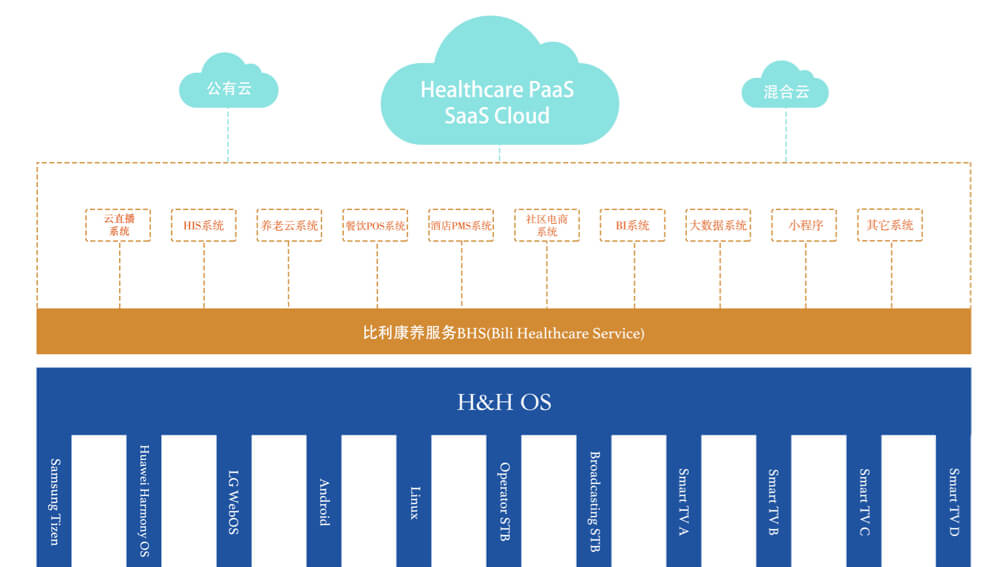 公有云
Healthcare PaaS
SaaS Cloud
混合云
云直播
系统
HIS系统
养老云系统
餐饮POS系统
酒店PMS系统
社区电商
系统
BI系统
大数据系统
小程序
其它系统
比利康养服务BHS(Bili Healthcare Service)
H&H OS
Samsung Tizen
Huawei Harmony OS
LG WebOS
Android
Linux
Operator STB
Broadcasting STB
Smart TV A
Smart TV B
Smart TV C
Smart TV D